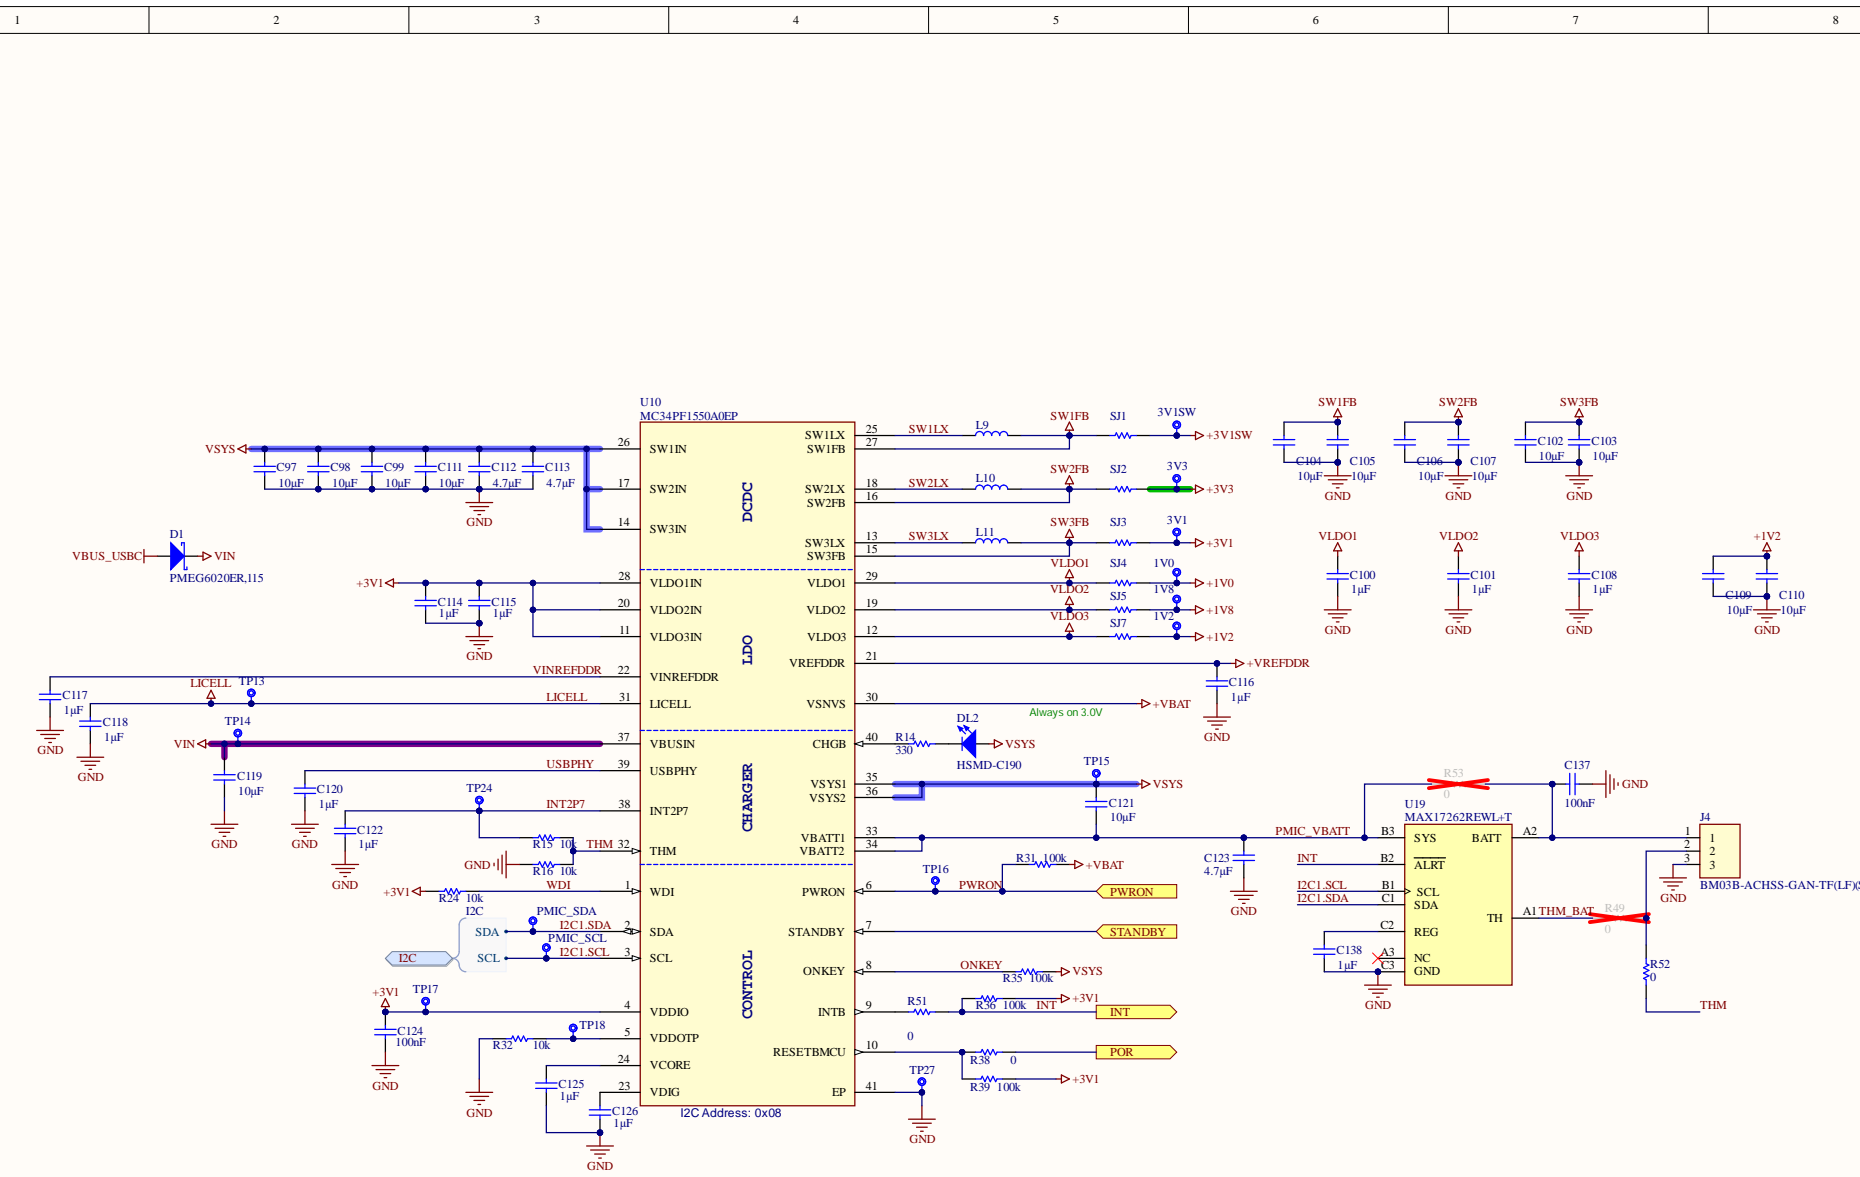 1 2 3 4 5 6 7 8
U10
MC34PF1550A0EP
VSYS
C97 10µF
C98 10µF
C99 10µF
C111 10µF
C112 4.7µF
C113 4.7µF
GND
26 SW1IN
17 SW2IN
14 SW3IN
DCDC
SW1LX 25 SW1LX L9 SW1FB SJ1 3V1SW +3V1SW
SW1FB 27
SW2LX 18 SW2LX L10 SW2FB SJ2 3V3 +3V3
SW2FB 16
SW3LX 13 SW3LX L11 SW3FB SJ3 3V1 +3V1
SW3FB 15
D1
VBUS_USBC VIN
PMEG6020ER,115
+3V1
C114 1µF
C115 1µF
GND
28 VLDO1IN
20 VLDO2IN
11 VLDO3IN
LDO
VLDO1 29 VLDO1 SJ4 1V0 +1V0
VLDO2 19 VLDO2 SJ5 1V8 +1V8
VLDO3 12 VLDO3 SJ7 1V2 +1V2
VREFDDR 21 +VREFDDR
C116 1µF
GND
VINREFDDR 22 VINREFDDR
C117 1µF
GND
LICELL TP13 LICELL 31 LICELL
C118 1µF
GND
VSNVS 30 +VBAT
Always on 3.0V
TP14
VIN 37 VBUSIN
C119 10µF
GND
USBPHY 39 USBPHY
C120 1µF
GND
TP24
INT2P7 38 INT2P7
C122 1µF
GND
R15 10k
GND THM 32 THM
R16 10k
CHARGER
CHGB 40 R14 330 DL2 VSYS
HSMD-C190
VSYS1 35 TP15 VSYS
VSYS2 36
C121 10µF
VBATT1 33
VBATT2 34
+3V1 R24 10k WDI 1 WDI
I2C
I2C SDA SCL
PMIC_SDA
I2C1.SDA 2 SDA
PMIC_SCL
I2C1.SCL 3 SCL
CONTROL
PWRON 6 TP16 PWRON R31 100k +VBAT
PWRON
STANDBY 7 STANDBY
ONKEY 8 ONKEY R35 100k VSYS
INTB 9 R51 0 R36 100k +3V1
INT INT
RESETBMCU 10 R38 0 POR
R39 100k +3V1
EP 41 TP27
GND
+3V1 TP17
4 VDDIO
C124 100nF
GND
TP18
R32 10k 5 VDDOTP
GND
24 VCORE
C125 1µF
23 VDIG
C126 1µF
GND
I2C Address: 0x08
SW1FB
C104 10µF
C105 10µF
GND
SW2FB
C106 10µF
C107 10µF
GND
SW3FB
C102 10µF
C103 10µF
GND
VLDO1
C100 1µF
GND
VLDO2
C101 1µF
GND
VLDO3
C108 1µF
GND
+1V2
C109 10µF
C110 10µF
GND
R53 0
C137 100nF
GND
U19
MAX17262REWL+T
PMIC_VBATT B3 SYS
C123 4.7µF
GND
INT B2 ALRT
I2C1.SCL B1 SCL
I2C1.SDA C1 SDA
C2 REG
A3 NC
C3 GND
C138 1µF
GND
BATT A2
TH A1 THM_BAT
R49 0
J4
1 1
2 2
3 3
GND
BM03B-ACHSS-GAN-TF(LF)(
R52 0
THM